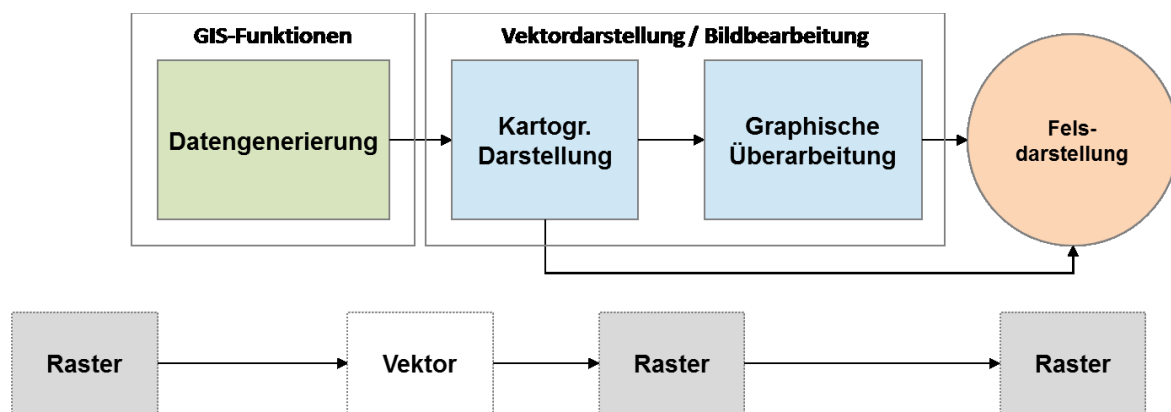 GIS-Funktionen
Vektordarstellung / Bildbearbeitung
Datengenerierung
Kartogr.
Darstellung
Graphische
Überarbeitung
Fels-
darstellung
Raster
Vektor
Raster
Raster